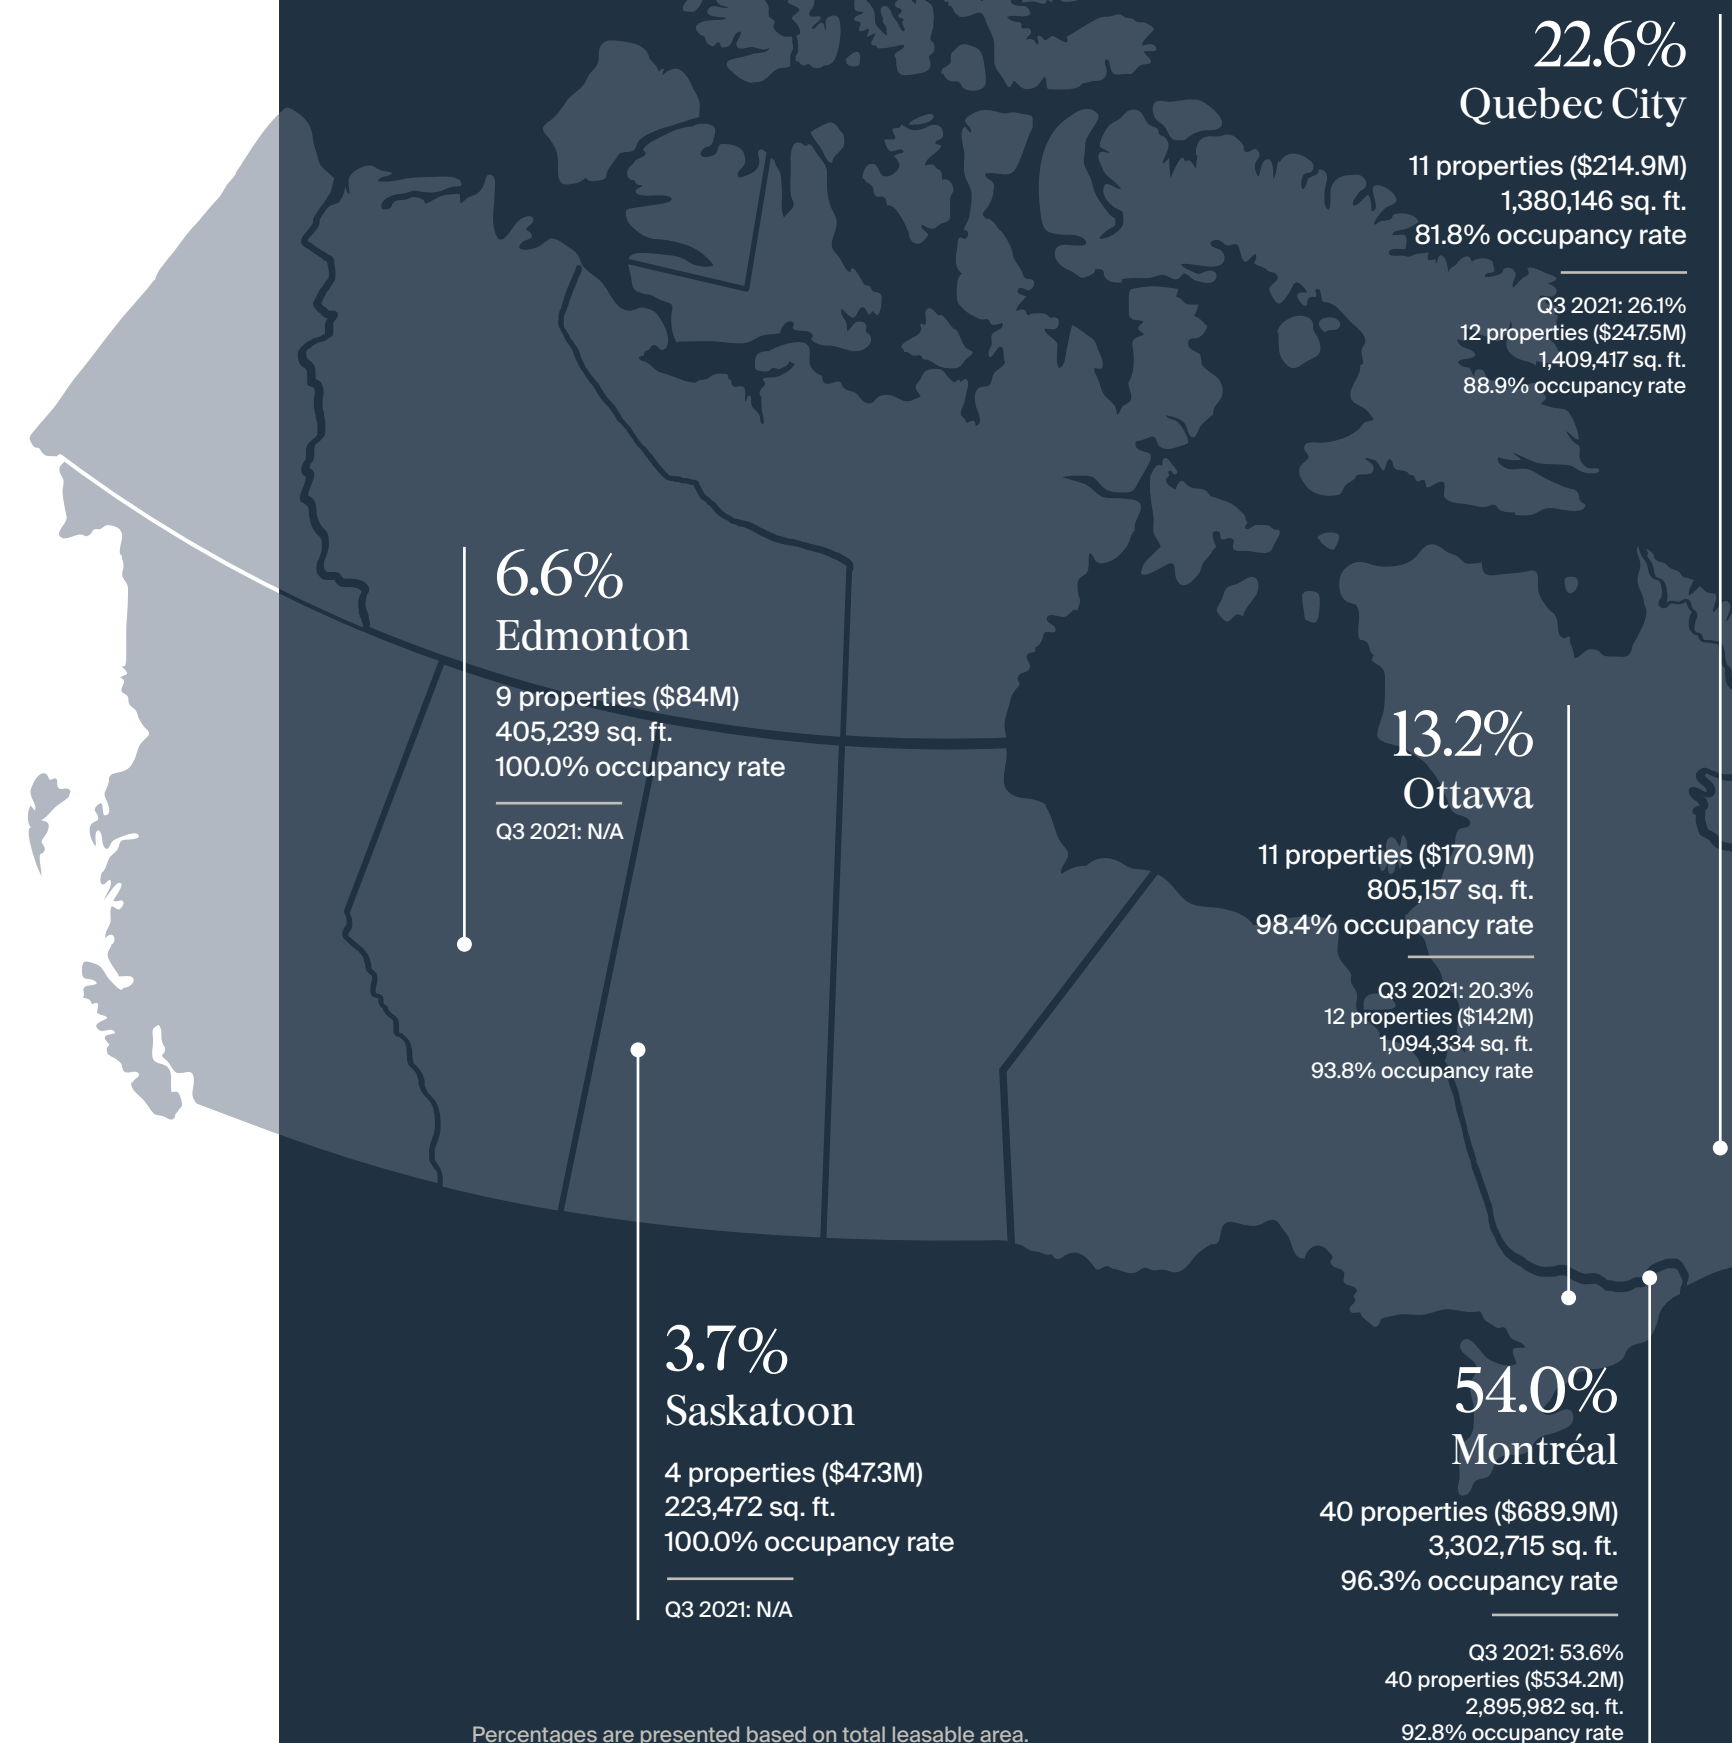 22.6%
Quebec City
11 properties ($214.9M)
1,380,146 sq. ft.
81.8% occupancy rate
Q3 2021: 26.1%
12 properties ($247.5M)
1,409,417 sq. ft.
88.9% occupancy rate
6.6%
Edmonton
9 properties ($84M)
405,239 sq. ft.
100.0% occupancy rate
Q3 2021: N/A
13.2%
Ottawa
11 properties ($170.9M)
805,157 sq. ft.
98.4% occupancy rate
Q3 2021: 20.3%
12 properties ($142M)
1,094,334 sq. ft.
93.8% occupancy rate
3.7%
Saskatoon
4 properties ($47.3M)
223,472 sq. ft.
100.0% occupancy rate
Q3 2021: N/A
54.0%
Montréal
40 properties ($689.9M)
3,302,715 sq. ft.
96.3% occupancy rate
Q3 2021: 53.6%
40 properties ($534.2M)
2,895,982 sq. ft.
92.8% occupancy rate
Percentages are presented based on total leasable area.